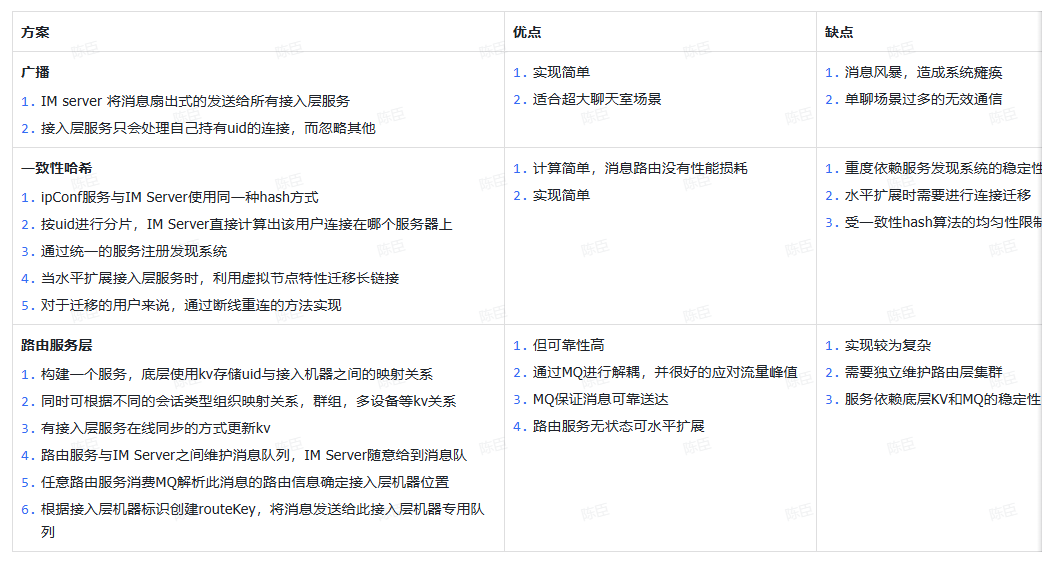 方案
优点
缺点
广播
1. IM server 将消息扇出式的发送给所有接入层服务
2. 接入层服务只会处理自己持有uid的连接，而忽略其他
1. 实现简单
2. 适合超大聊天室场景
1. 消息风暴，造成系统瘫痪
2. 单聊场景过多的无效通信
一致性哈希
1. ipConf服务与IM Server使用同一种hash方式
2. 按uid进行分片，IM Server直接计算出该用户连接在哪个服务器上
3. 通过统一的服务注册发现系统
4. 当水平扩展接入层服务时，利用虚拟节点特性迁移长链接
5. 对于迁移的用户来说，通过断线重连的方法实现
1. 计算简单，消息路由没有性能损耗
2. 实现简单
1. 重度依赖服务发现系统的稳定性
2. 水平扩展时需要进行连接迁移
3. 受一致性hash算法的均匀性限制
路由服务层
1. 构建一个服务，底层使用kv存储uid与接入机器之间的映射关系
2. 同时可根据不同的会话类型组织映射关系，群组，多设备等kv关系
3. 有接入层服务在线同步的方式更新kv
4. 路由服务与IM Server之间维护消息队列，IM Server随意给到消息队
5. 任意路由服务消费MQ解析此消息的路由信息确定接入层机器位置
6. 根据接入层机器标识创建routeKey，将消息发送给此接入层机器专用队
列
1. 但可靠性高
2. 通过MQ进行解耦，并很好的应对流量峰值
3. MQ保证消息可靠送达
4. 路由服务无状态可水平扩展
1. 实现较为复杂
2. 需要独立维护路由层集群
3. 服务依赖底层KV和MQ的稳定性
陈臣